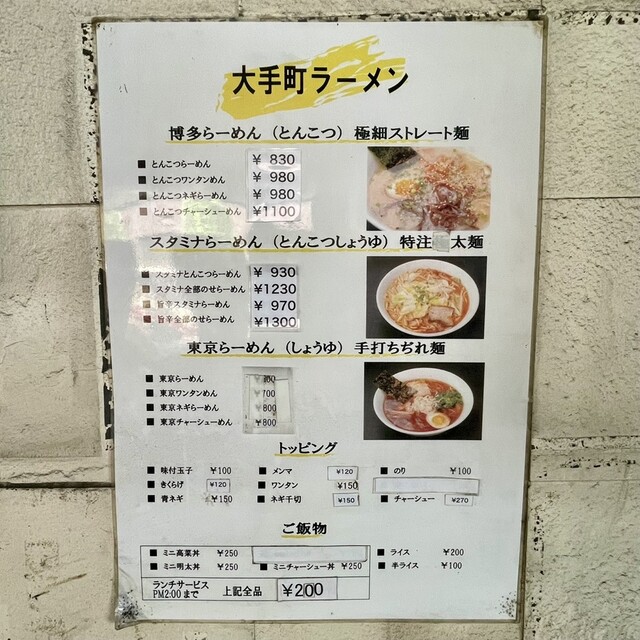 大手町ラーメン
博多らーめん（とんこつ）極細ストレート麺
■ とんこつらーめん ¥ 830
■ とんこつワンタンめん ¥ 980
■ とんこつネギらーめん ¥ 980
■ とんこつチャーシューめん ¥1100
スタミナらーめん（とんこつしょうゆ）特注 太麺
■ スタミナとんこつらーめん ¥ 930
■ スタミナ全部のせらーめん ¥1230
■ 旨辛スタミナらーめん ¥ 970
■ 旨辛全部のせらーめん ¥1300
東京らーめん（しょうゆ）手打ちぢれ麺
■ 東京らーめん
■ 東京ワンタンめん ¥700
■ 東京ネギらーめん ¥800
■ 東京チャーシューめん ¥800
トッピング
■ 味付玉子 ¥100 ■ メンマ ¥120 ■ のり ¥100
■ きくらげ ¥120 ■ ワンタン ¥150
■ 青ネギ ¥150 ■ ネギ千切 ¥150 ■ チャーシュー ¥270
ご飯物
■ ミニ高菜丼 ¥250 ■ ライス ¥200
■ ミニ明太丼 ¥250 ■ ミニチャーシュー丼 ¥250 ■ 半ライス ¥100
ランチサービス
PM2:00まで 上記全品 ¥200